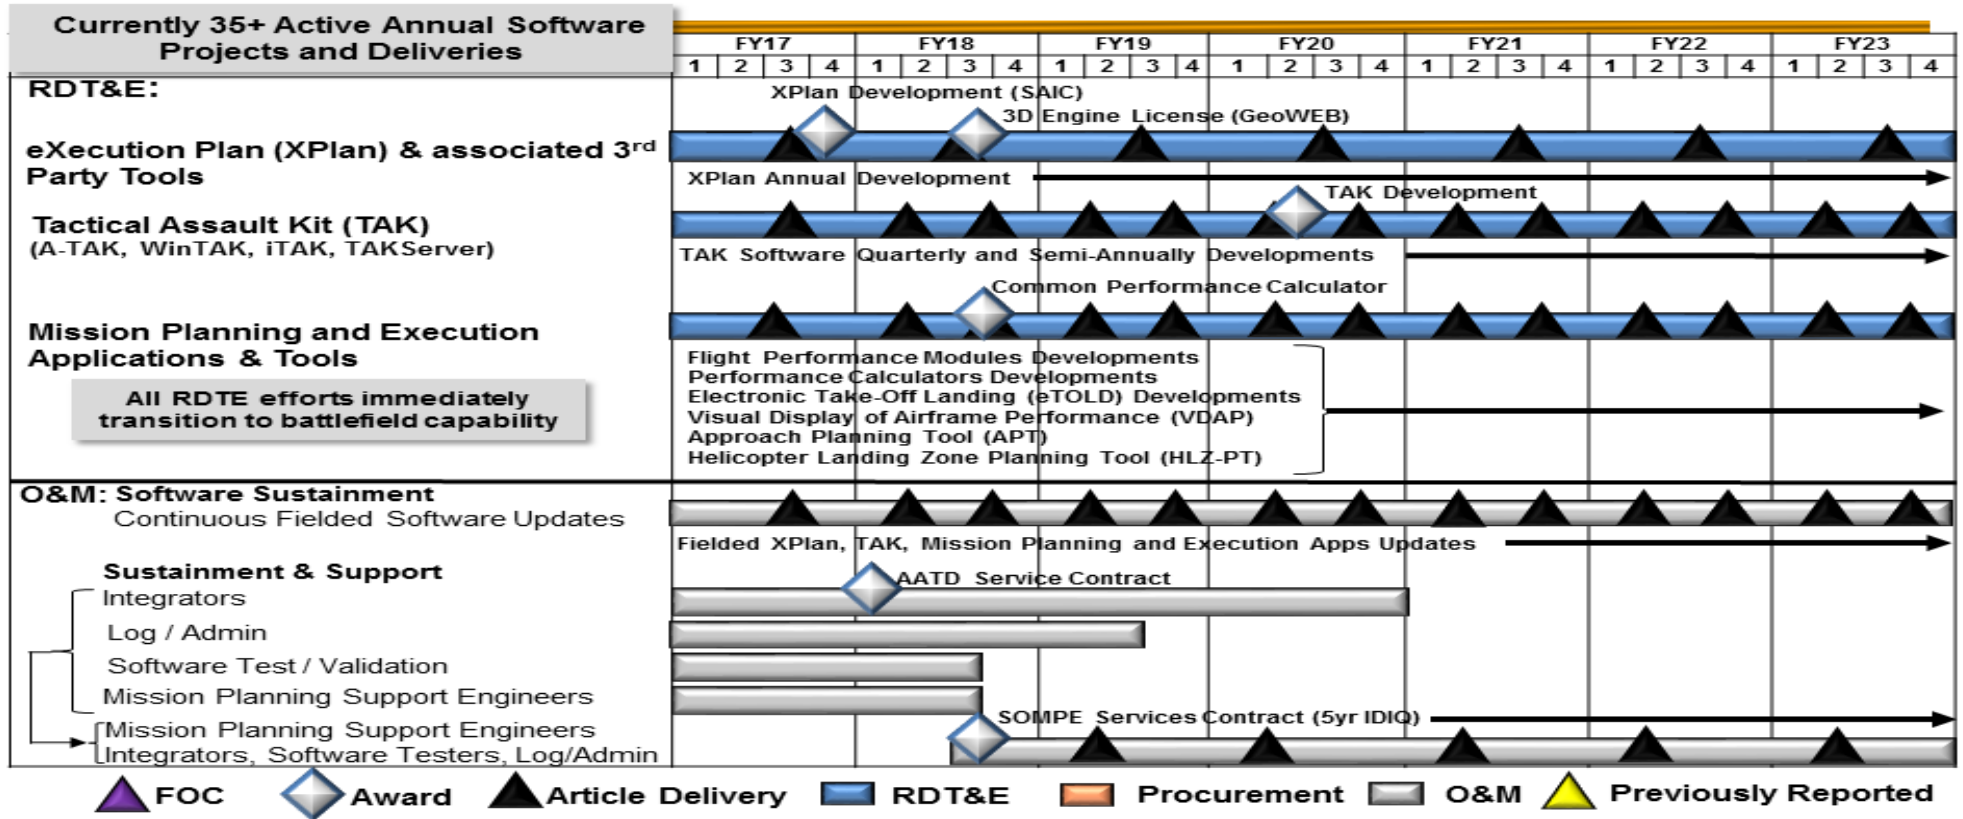 Currently 35+ Active Annual Software
Projects and Deliveries
FY17 FY18 FY19 FY20 FY21 FY22 FY23
1 2 3 4 1 2 3 4 1 2 3 4 1 2 3 4 1 2 3 4 1 2 3 4 1 2 3 4
RDT&E:
XPlan Development (SAIC)
3D Engine License (GeoWEB)
eXecution Plan (XPlan) & associated 3rd
Party Tools
XPlan Annual Development
TAK Development
Tactical Assault Kit (TAK)
(A-TAK, WinTAK, iTAK, TAKServer)
TAK Software Quarterly and Semi-Annually Developments
Common Performance Calculator
Mission Planning and Execution
Applications & Tools
Flight Performance Modules Developments
Performance Calculators Developments
Electronic Take-Off Landing (eTOLD) Developments
Visual Display of Airframe Performance (VDAP)
Approach Planning Tool (APT)
Helicopter Landing Zone Planning Tool (HLZ-PT)
All RDTE efforts immediately
transition to battlefield capability
O&M: Software Sustainment
Continuous Fielded Software Updates
Fielded XPlan, TAK, Mission Planning and Execution Apps Updates
Sustainment & Support
AATD Service Contract
Integrators
Log / Admin
Software Test / Validation
Mission Planning Support Engineers
SOMPE Services Contract (5yr IDIQ)
Mission Planning Support Engineers
Integrators, Software Testers, Log/Admin
FOC Award Article Delivery RDT&E Procurement O&M Previously Reported